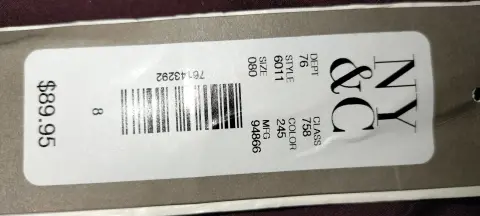 NY
&C
DEPT CLASS
76 758
STYLE COLOR
6011 245
SIZE MFG
080 94866
76143292
8
$89.95